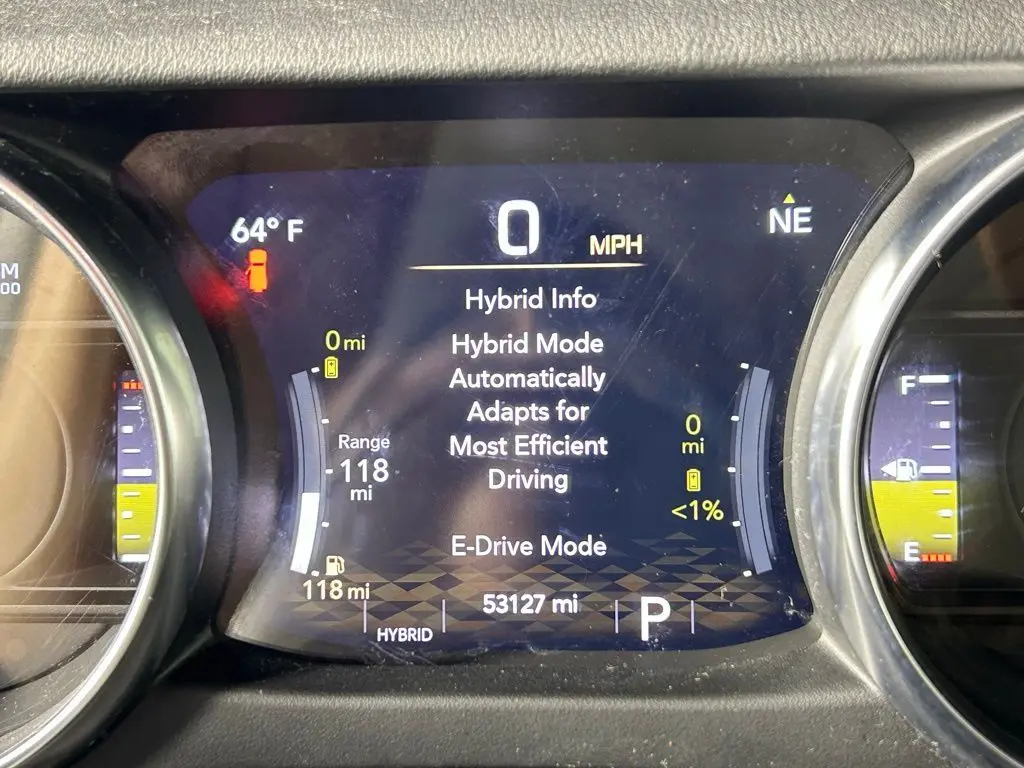 64° F
0 MPH
NE
Hybrid Info
0 mi
Hybrid Mode
Automatically
Adapts for
Most Efficient
Driving
Range
118
mi
0
mi
<1%
E-Drive Mode
118 mi
53127 mi
HYBRID
P
M
00
F
E